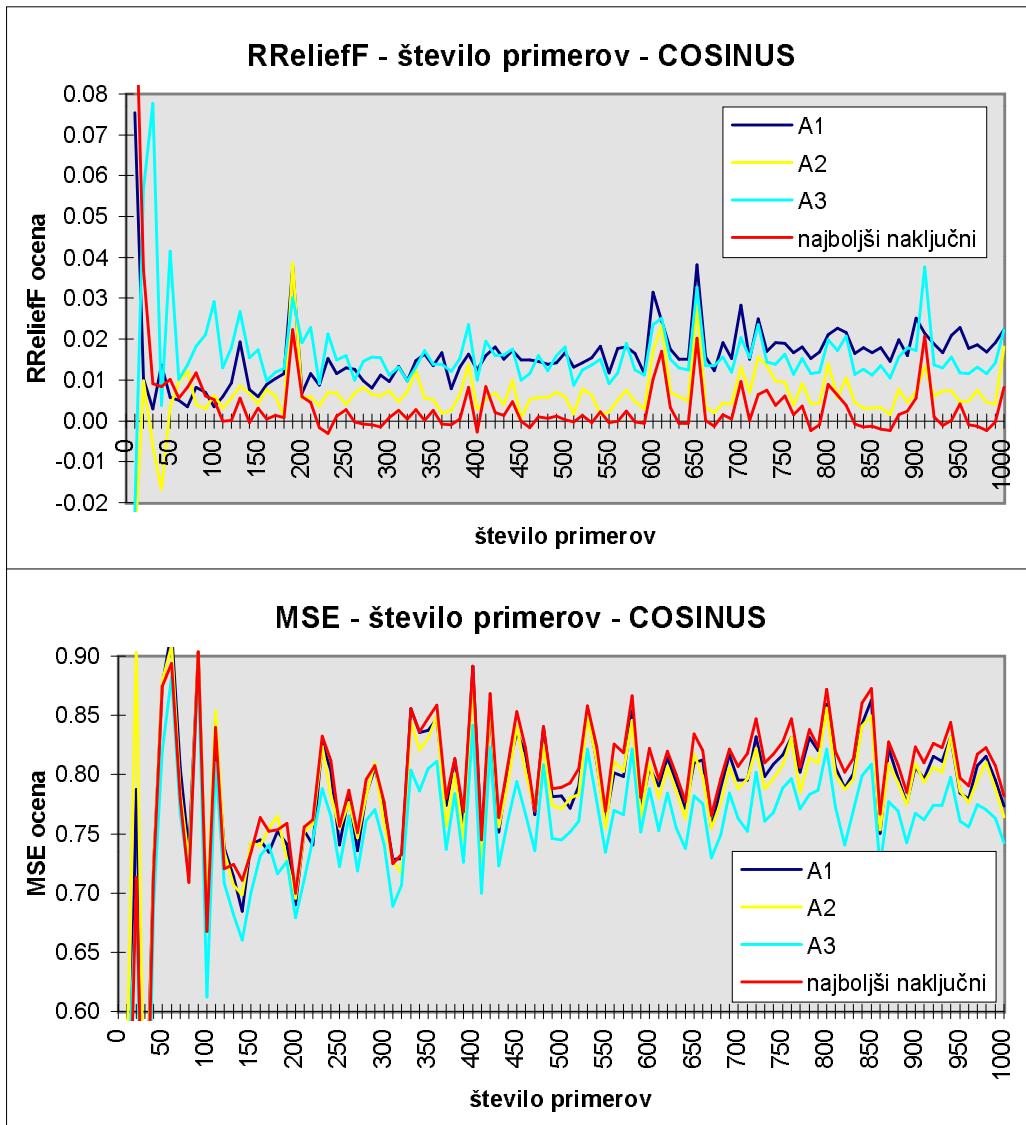 RReliefF - število primerov - COSINUS
0.08
0.07
0.06
0.05
0.04
0.03
0.02
0.01
0.00
-0.01
-0.02
RReliefF ocena
A1
A2
A3
najboljši naključni
0 50 100 150 200 250 300 350 400 450 500 550 600 650 700 750 800 850 900 950 1000
število primerov
MSE - število primerov - COSINUS
0.90
0.85
0.80
0.75
0.70
0.65
0.60
MSE ocena
A1
A2
A3
najboljši naključni
0 50 100 150 200 250 300 350 400 450 500 550 600 650 700 750 800 850 900 950 1000
število primerov